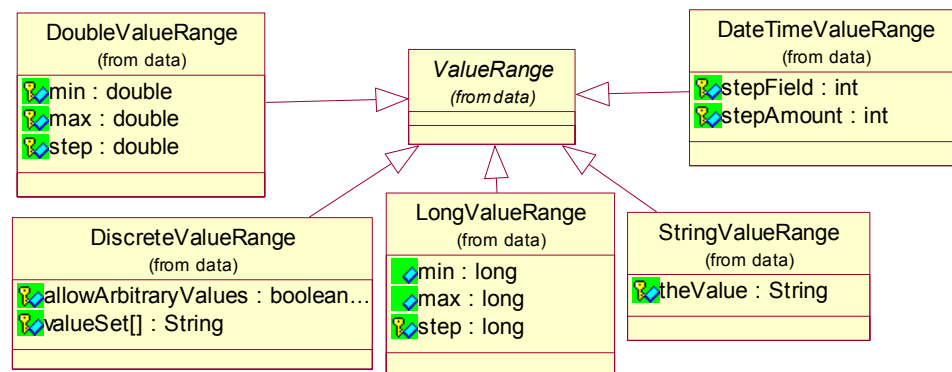 DoubleValueRange
(from data)
min : double
max : double
step : double
ValueRange
(from data)
DateTimeValueRange
(from data)
stepField : int
stepAmount : int
DiscreteValueRange
(from data)
allowArbitraryValues : boolean...
valueSet[] : String
LongValueRange
(from data)
min : long
max : long
step : long
StringValueRange
(from data)
theValue : String